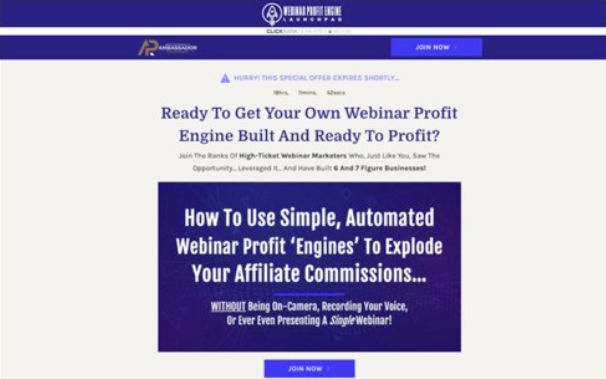 WEBINAR PROFIT ENGINE
LAUNCHPAD
CLICKBANK
AMBASSADOR
JOIN NOW
HURRY! THIS SPECIAL OFFER EXPIRES SHORTLY...
18hrs, 11mins, 52secs
Ready To Get Your Own Webinar Profit
Engine Built And Ready To Profit?
Join The Ranks Of High-Ticket Webinar Marketers Who, Just Like You, Saw The
Opportunity... Leveraged It... And Have Built 6 And 7 Figure Businesses!
How To Use Simple, Automated
Webinar Profit ‘Engines’ To Explode
Your Affiliate Commissions...
WITHOUT Being On-Camera, Recording Your Voice,
Or Ever Even Presenting A Single Webinar!
JOIN NOW